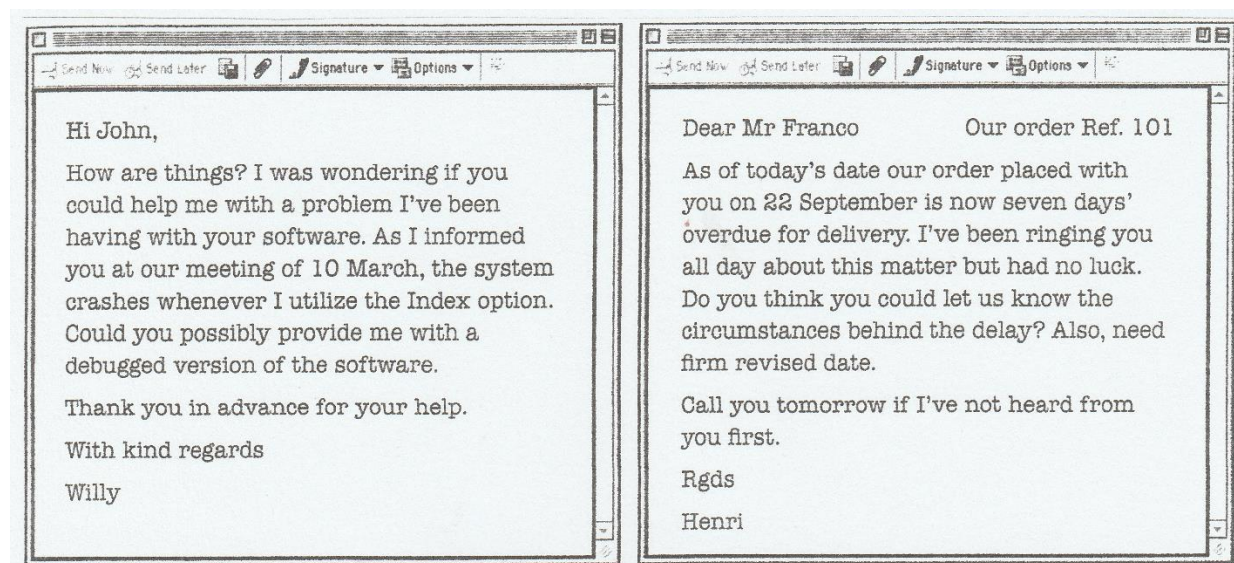 Send Now Send Later Signature Options
Hi John,
How are things? I was wondering if you
could help me with a problem I've been
having with your software. As I informed
you at our meeting of 10 March, the system
crashes whenever I utilize the Index option.
Could you possibly provide me with a
debugged version of the software.
Thank you in advance for your help.
With kind regards
Willy
Send Now Send Later Signature Options
Dear Mr Franco Our order Ref. 101
As of today's date our order placed with
you on 22 September is now seven days'
overdue for delivery. I've been ringing you
all day about this matter but had no luck.
Do you think you could let us know the
circumstances behind the delay? Also, need
firm revised date.
Call you tomorrow if I've not heard from
you first.
Rgds
Henri